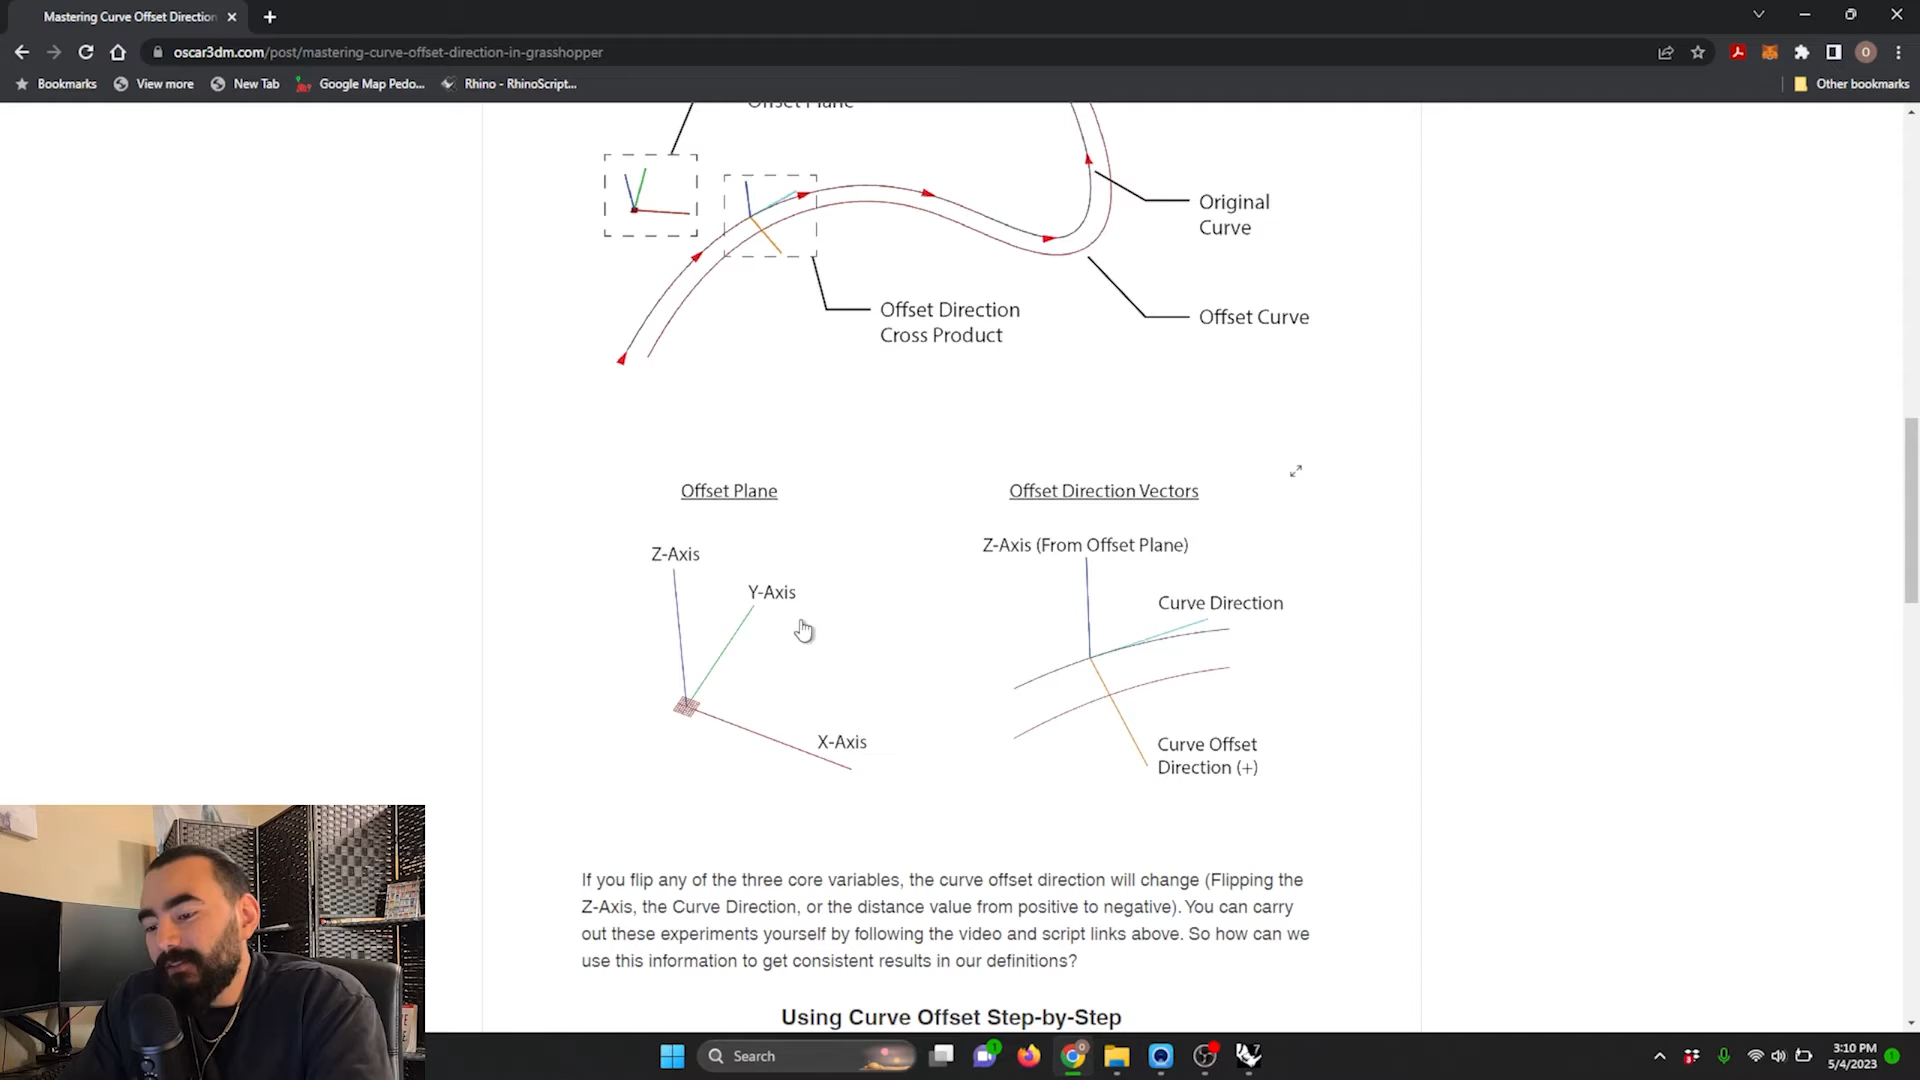 Mastering Curve Offset Direction
oscar3dm.com/post/mastering-curve-offset-direction-in-grasshopper
O
Bookmarks
View more
New Tab
Google Map Pedo...
Rhino - RhinoScript...
Other bookmarks
Offset Plane
Original
Curve
Offset Direction
Cross Product
Offset Curve
Offset Plane
Offset Direction Vectors
Z-Axis
Z-Axis (From Offset Plane)
Y-Axis
Curve Direction
X-Axis
Curve Offset
Direction (+)
If you flip any of the three core variables, the curve offset direction will change (Flipping the
Z-Axis, the Curve Direction, or the distance value from positive to negative). You can carry
out these experiments yourself by following the video and script links above. So how can we
use this information to get consistent results in our definitions?
Using Curve Offset Step-by-Step
Search
1
7
3:10 PM
5/4/2023
1